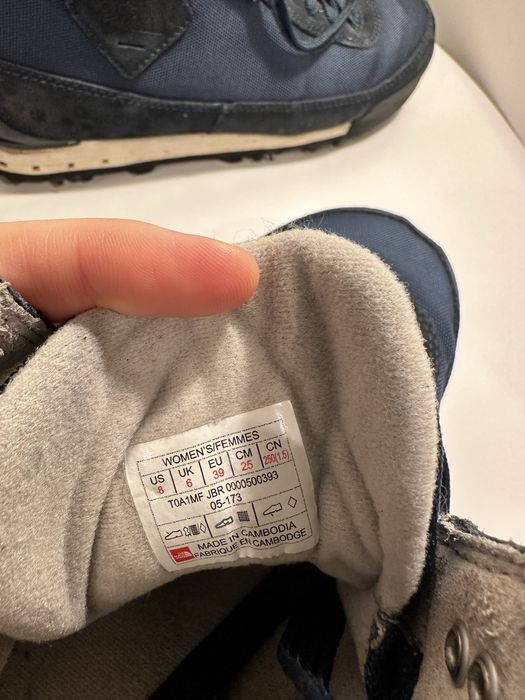 WOMEN'S/FEMMES
US UK EU CM CN
8 6 39 25 250(1.5)
T0A1MF JBR 0000500393
05-173
MADE IN CAMBODIA
FABRIQUE EN CAMBODGE